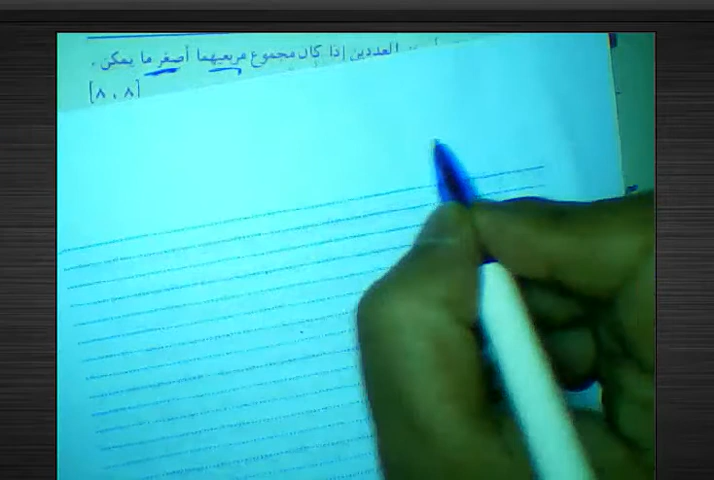 العددين إذا كان مجموع مربعيهما أصغر ما يمكن .
[ ٨ ، ٨ ]